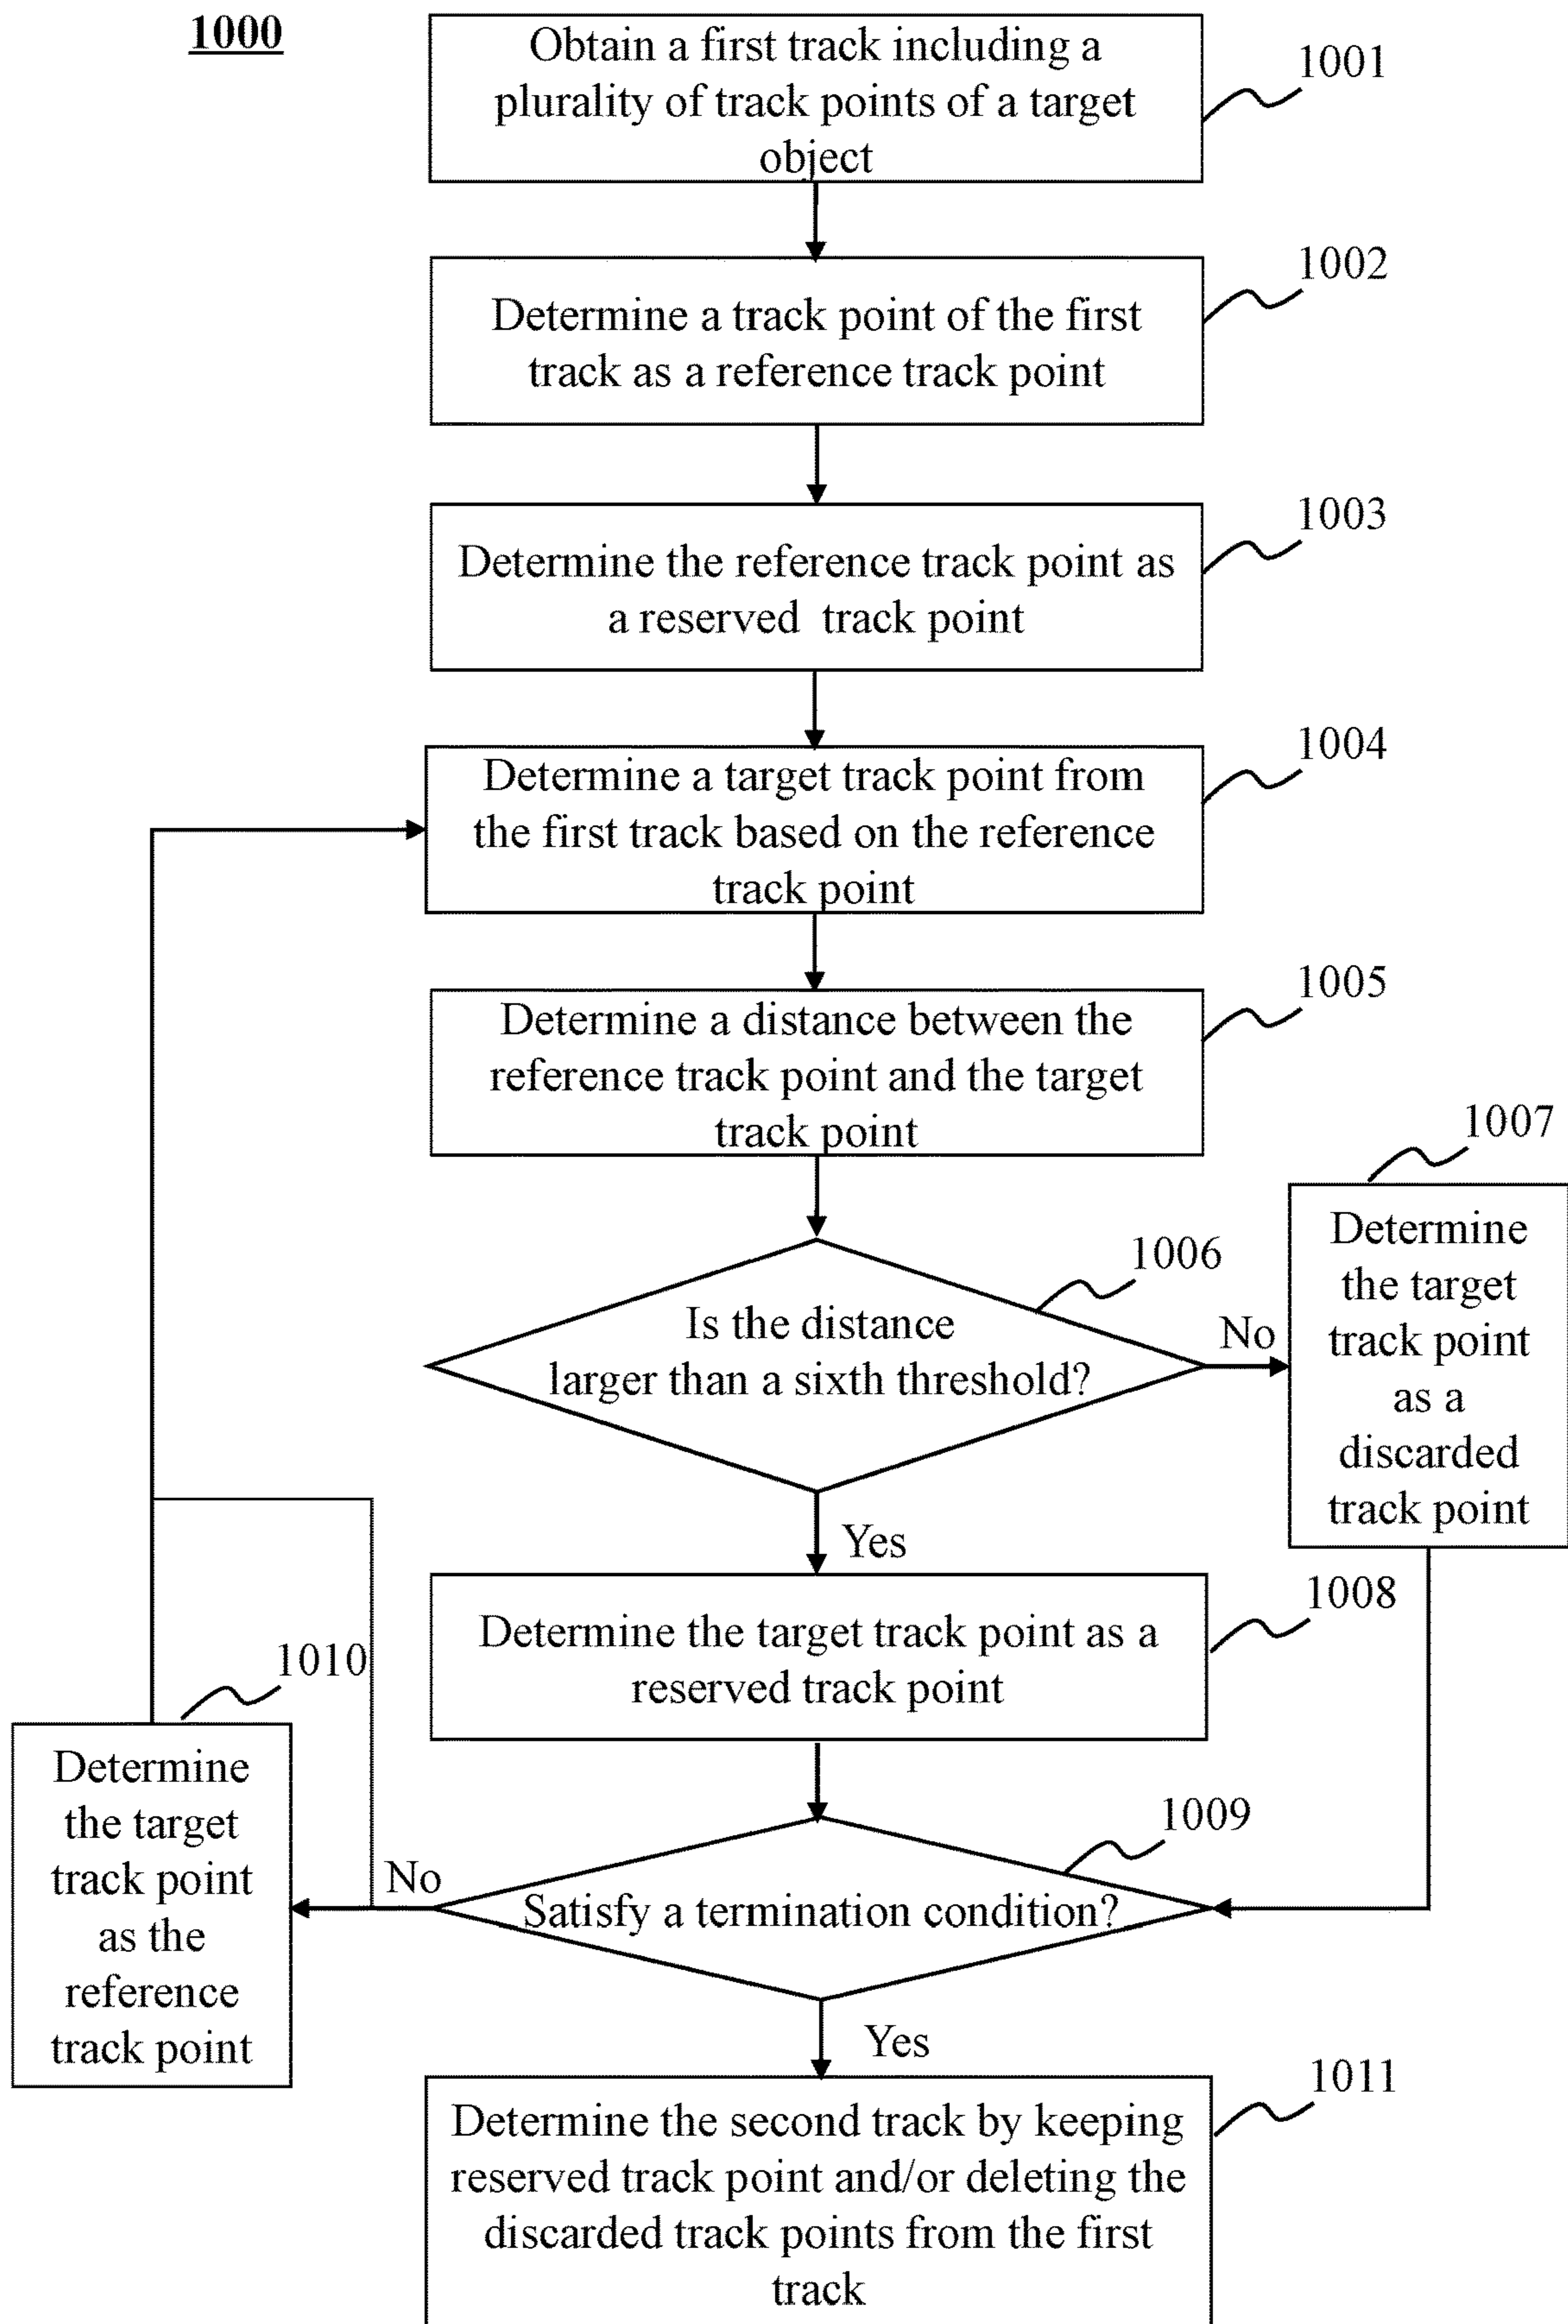 1000
Obtain a first track including a
plurality of track points of a target
object
1001
Determine a track point of the first
track as a reference track point
1002
Determine the reference track point as
a reserved track point
1003
Determine a target track point from
the first track based on the reference
track point
1004
Determine a distance between the
reference track point and the target
track point
1005
Is the distance
larger than a sixth threshold?
1006
No
Determine
the target
track point
as a
discarded
track point
1007
Yes
Determine the target track point as a
reserved track point
1008
Satisfy a termination condition?
1009
No
Determine
the target
track point
as the
reference
track point
1010
Yes
Determine the second track by keeping
reserved track point and/or deleting the
discarded track points from the first
track
1011